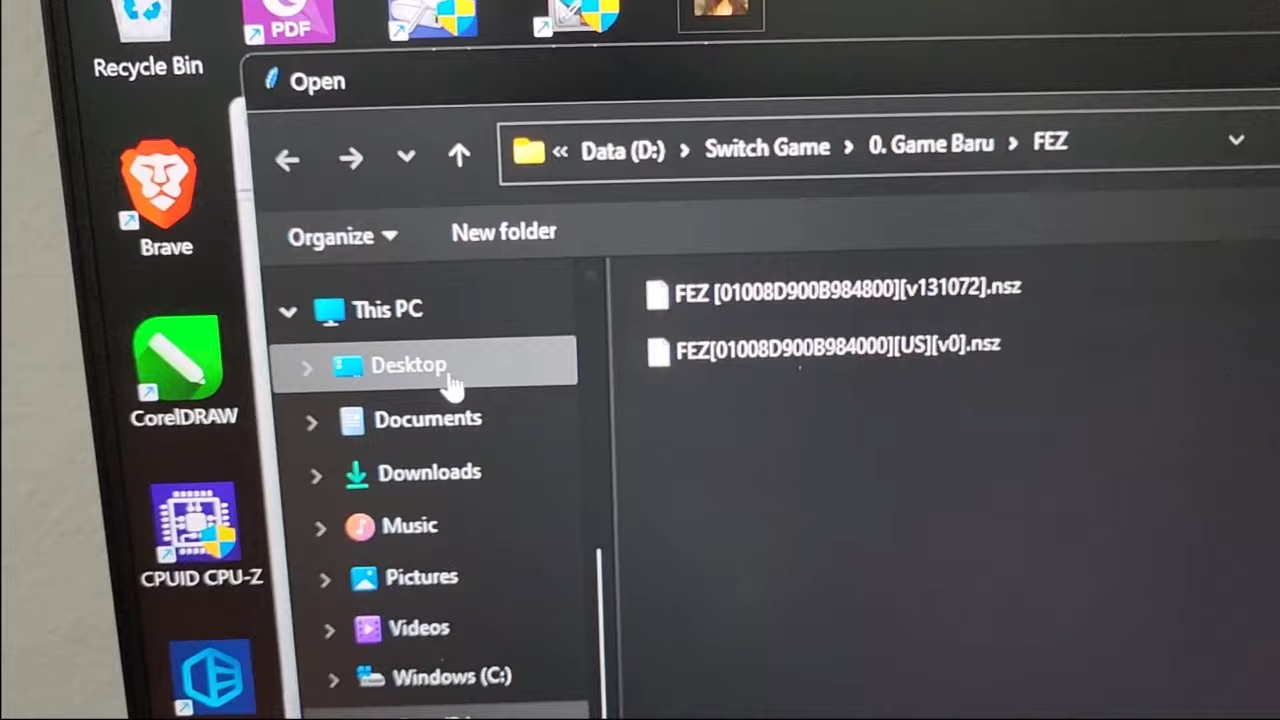 PDF
Recycle Bin
Open
« Data (D:) › Switch Game › 0. Game Baru › FEZ
Brave
Organize
New folder
This PC
FEZ [01008D900B984800][v131072].nsz
Desktop
FEZ[01008D900B984000][US][v0].nsz
CorelDRAW
Documents
Downloads
Music
CPUID CPU-Z
Pictures
Videos
Windows (C:)